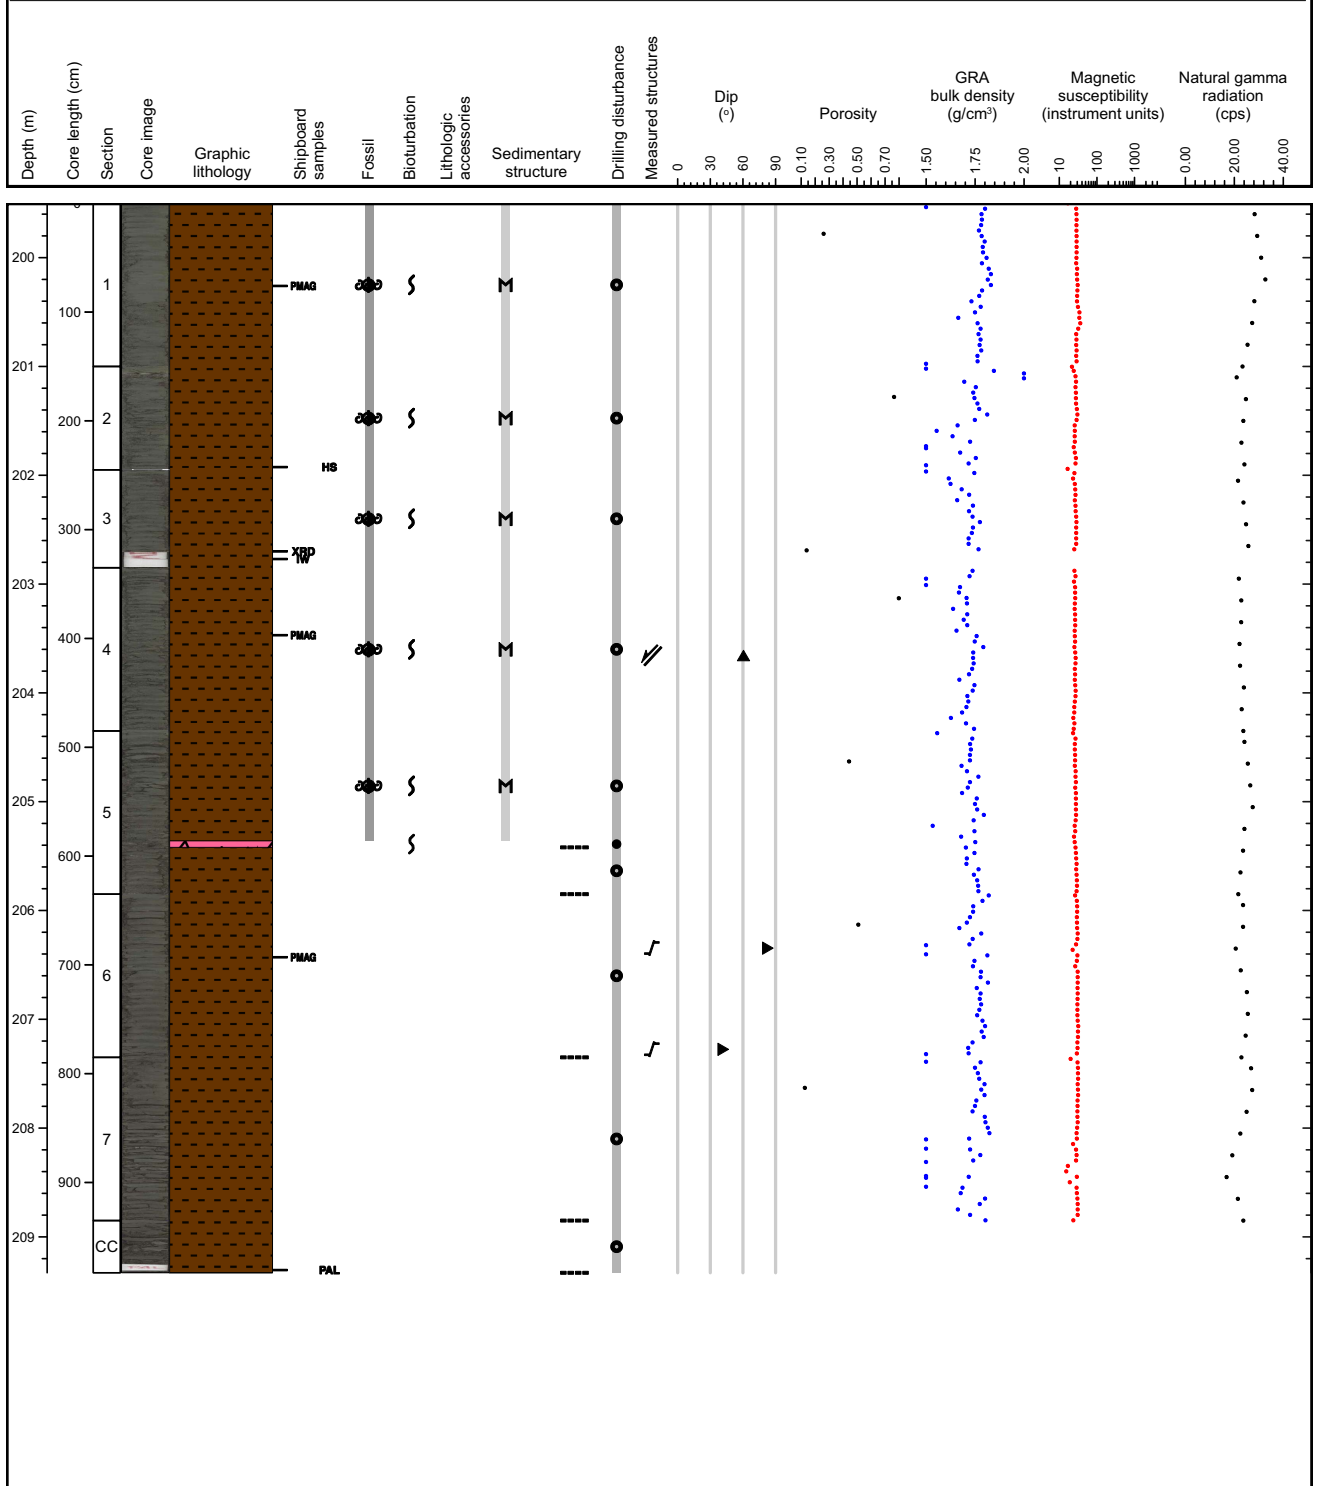 Depth (m)
Core length (cm)
Section
Core image
Graphic
lithology
Shipboard
samples
Fossil
Bioturbation
Lithologic
accessories
Sedimentary
structure
Drilling disturbance
Measured structures
Dip
(o)
0
30
60
90
Porosity
0.10
0.30
0.50
0.70
GRA
bulk density
(g/cm3)
1.50
1.75
2.00
Magnetic
susceptibility
(instrument units)
10
100
1000
Natural gamma
radiation
(cps)
0.00
20.00
40.00
200
1
PMAG
100
201
200
2
HS
202
3
300
XRD
IW
203
PMAG
400
4
204
500
205
5
600
206
PMAG
700
6
207
800
7
208
900
209
CC
PAL